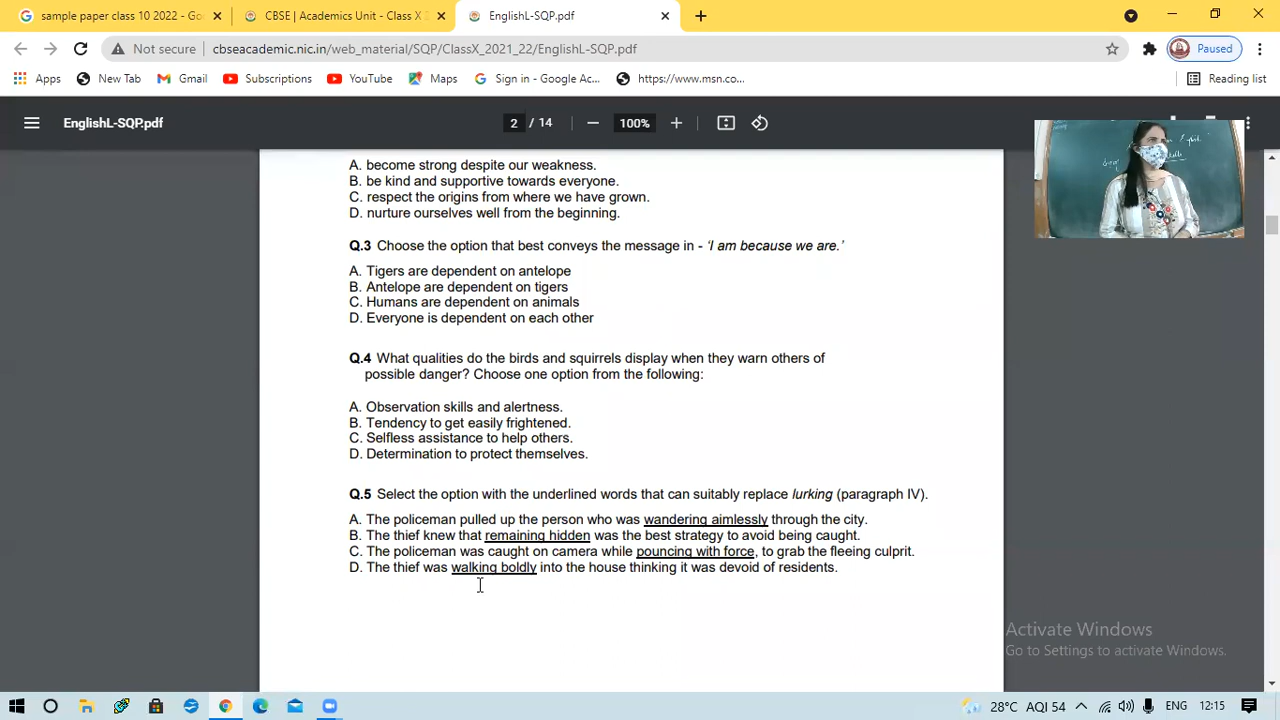 sample paper class 10 2022 - Goo
CBSE | Academics Unit - Class X
EnglishL-SQP.pdf
Not secure
cbseacademic.nic.in/web_material/SQP/ClassX_2021_22/EnglishL-SQP.pdf
Paused
Apps
New Tab
Gmail
Subscriptions
YouTube
Maps
Sign in - Google Ac...
https://www.msn.co...
Reading list
EnglishL-SQP.pdf
2 / 14
100%
A. become strong despite our weakness.
B. be kind and supportive towards everyone.
C. respect the origins from where we have grown.
D. nurture ourselves well from the beginning.
Q.3 Choose the option that best conveys the message in - ‘I am because we are.’
A. Tigers are dependent on antelope
B. Antelope are dependent on tigers
C. Humans are dependent on animals
D. Everyone is dependent on each other
Q.4 What qualities do the birds and squirrels display when they warn others of
possible danger? Choose one option from the following:
A. Observation skills and alertness.
B. Tendency to get easily frightened.
C. Selfless assistance to help others.
D. Determination to protect themselves.
Q.5 Select the option with the underlined words that can suitably replace lurking (paragraph IV).
A. The policeman pulled up the person who was wandering aimlessly through the city.
B. The thief knew that remaining hidden was the best strategy to avoid being caught.
C. The policeman was caught on camera while pouncing with force, to grab the fleeing culprit.
D. The thief was walking boldly into the house thinking it was devoid of residents.
Activate Windows
Go to Settings to activate Windows.
28°C AQI 54
ENG
12:15